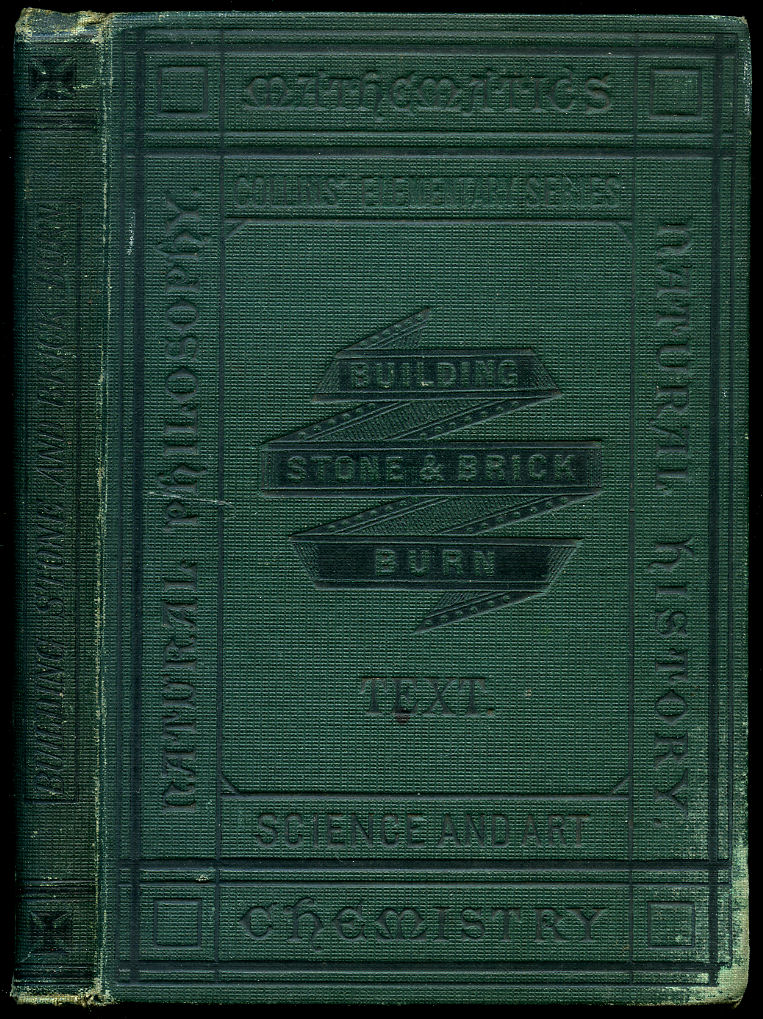 MATHEMATICS
COLLINS' ELEMENTARY SERIES
NATURAL PHILOSOPHY.
NATURAL HISTORY.
BUILDING
STONE & BRICK
BURN
TEXT.
SCIENCE AND ART
CHEMISTRY
BUILDING STONE AND BRICK BURN